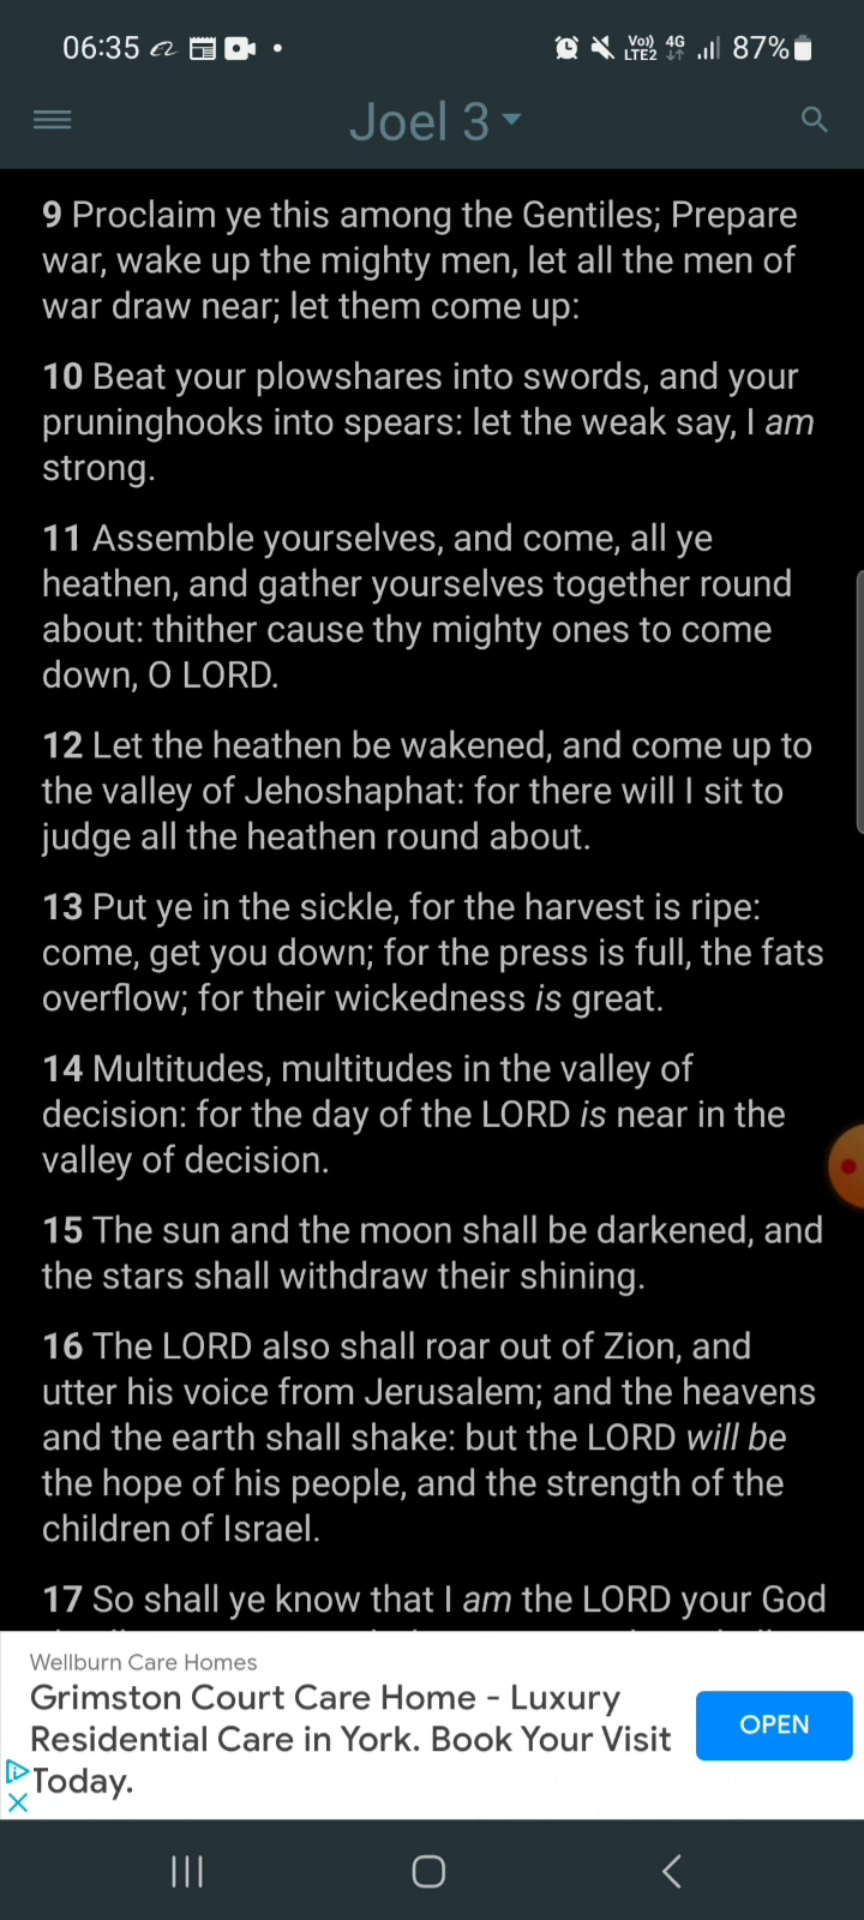 06:35
Vo)) 4G
LTE2
87%
Joel 3
9 Proclaim ye this among the Gentiles; Prepare
war, wake up the mighty men, let all the men of
war draw near; let them come up:
10 Beat your plowshares into swords, and your
pruninghooks into spears: let the weak say, I am
strong.
11 Assemble yourselves, and come, all ye
heathen, and gather yourselves together round
about: thither cause thy mighty ones to come
down, O LORD.
12 Let the heathen be wakened, and come up to
the valley of Jehoshaphat: for there will I sit to
judge all the heathen round about.
13 Put ye in the sickle, for the harvest is ripe:
come, get you down; for the press is full, the fats
overflow; for their wickedness is great.
14 Multitudes, multitudes in the valley of
decision: for the day of the LORD is near in the
valley of decision.
15 The sun and the moon shall be darkened, and
the stars shall withdraw their shining.
16 The LORD also shall roar out of Zion, and
utter his voice from Jerusalem; and the heavens
and the earth shall shake: but the LORD will be
the hope of his people, and the strength of the
children of Israel.
17 So shall ye know that I am the LORD your God
Wellburn Care Homes
Grimston Court Care Home - Luxury
Residential Care in York. Book Your Visit
Today.
OPEN